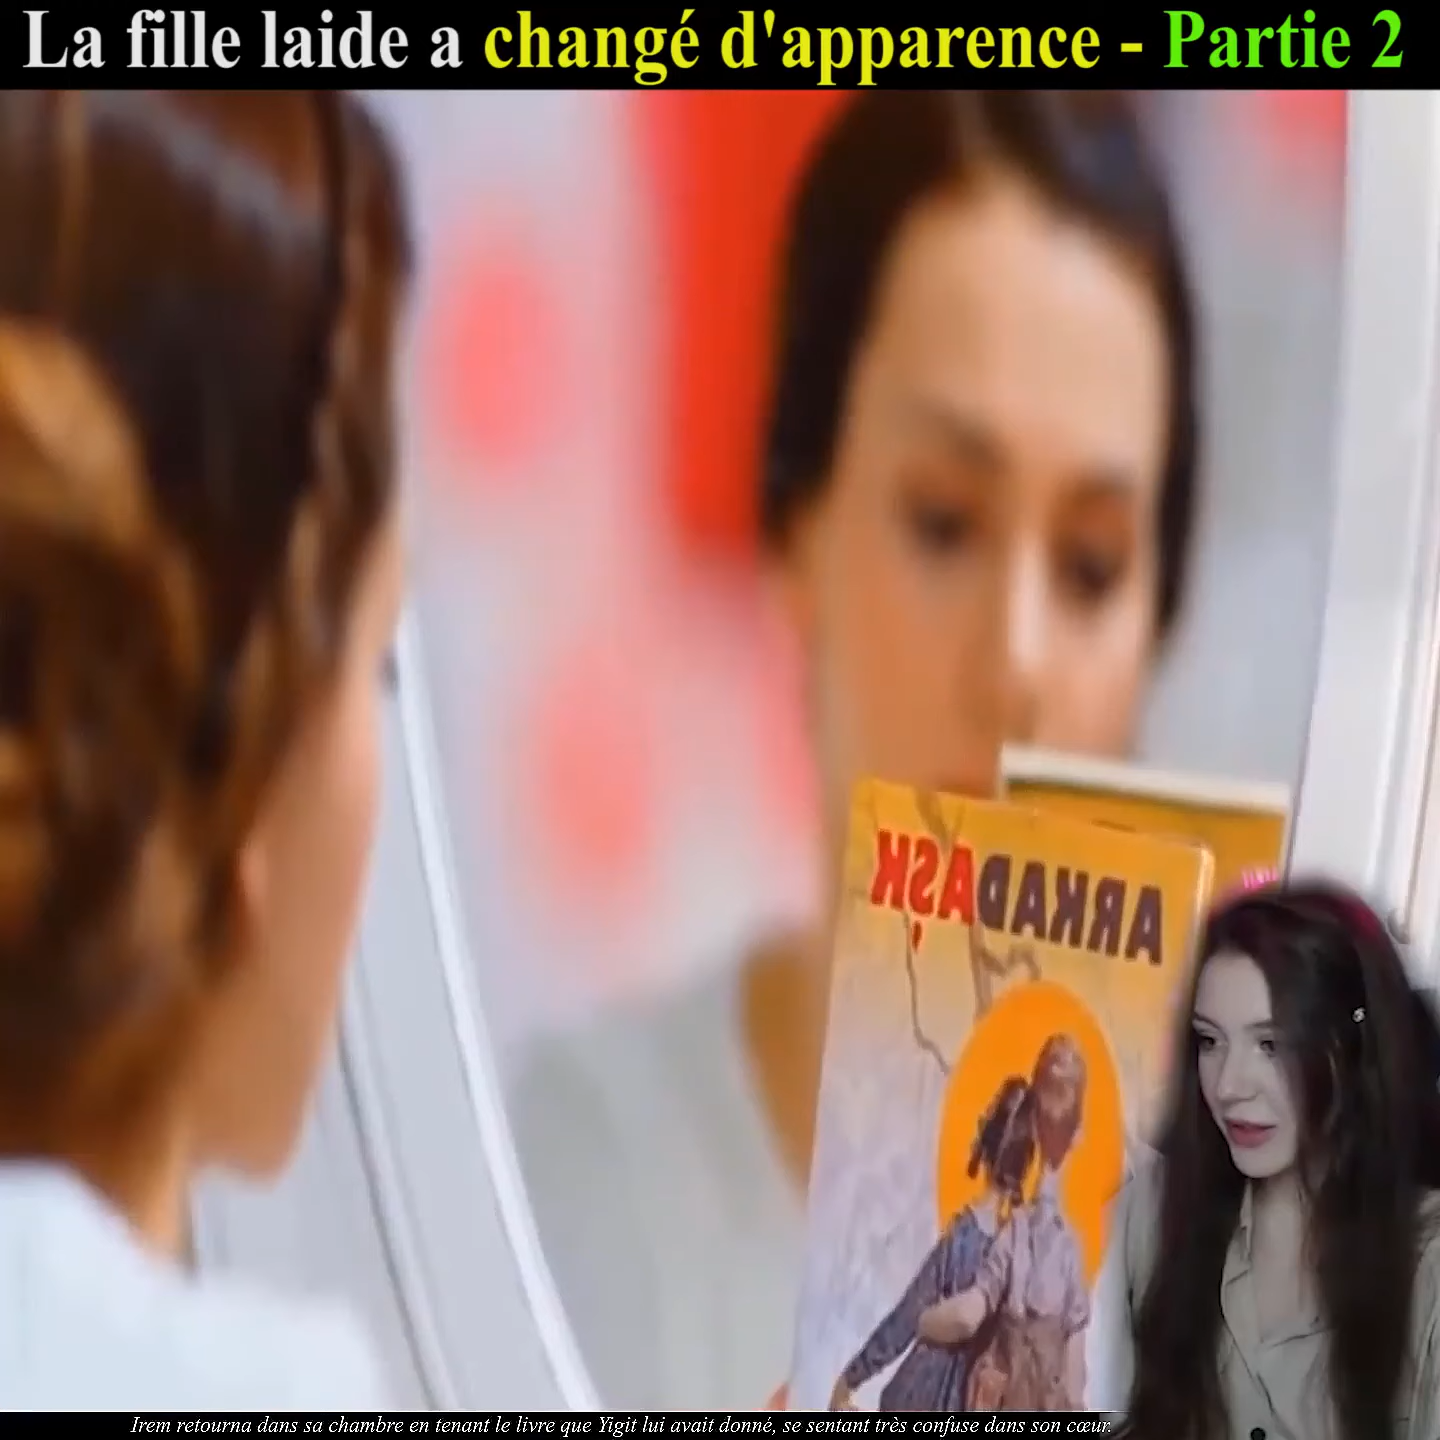 La fille laide a changé d'apparence - Partie 2
ARKADAŞK
Irem retourna dans sa chambre en tenant le livre que Yigit lui avait donné, se sentant très confuse dans son cœur.